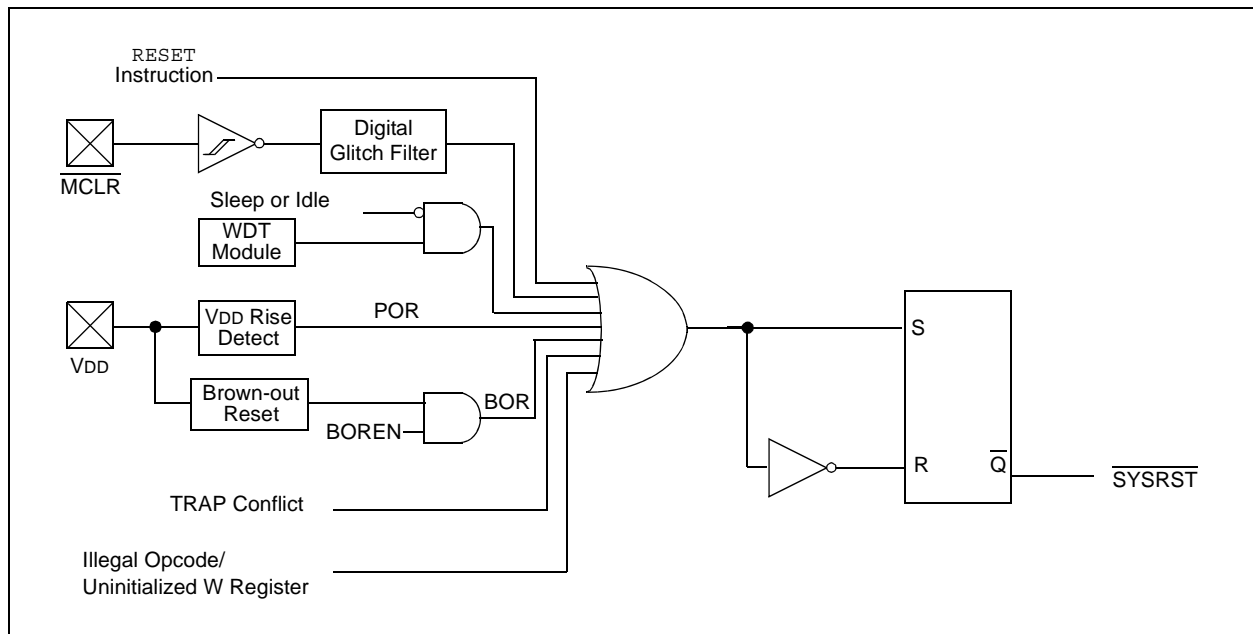 RESET
Instruction
Digital
Glitch Filter
MCLR
Sleep or Idle
WDT
Module
VDD
VDD Rise
Detect
POR
Brown-out
Reset
BOREN
BOR
TRAP Conflict
Illegal Opcode/
Uninitialized W Register
S
R
Q
SYSRST